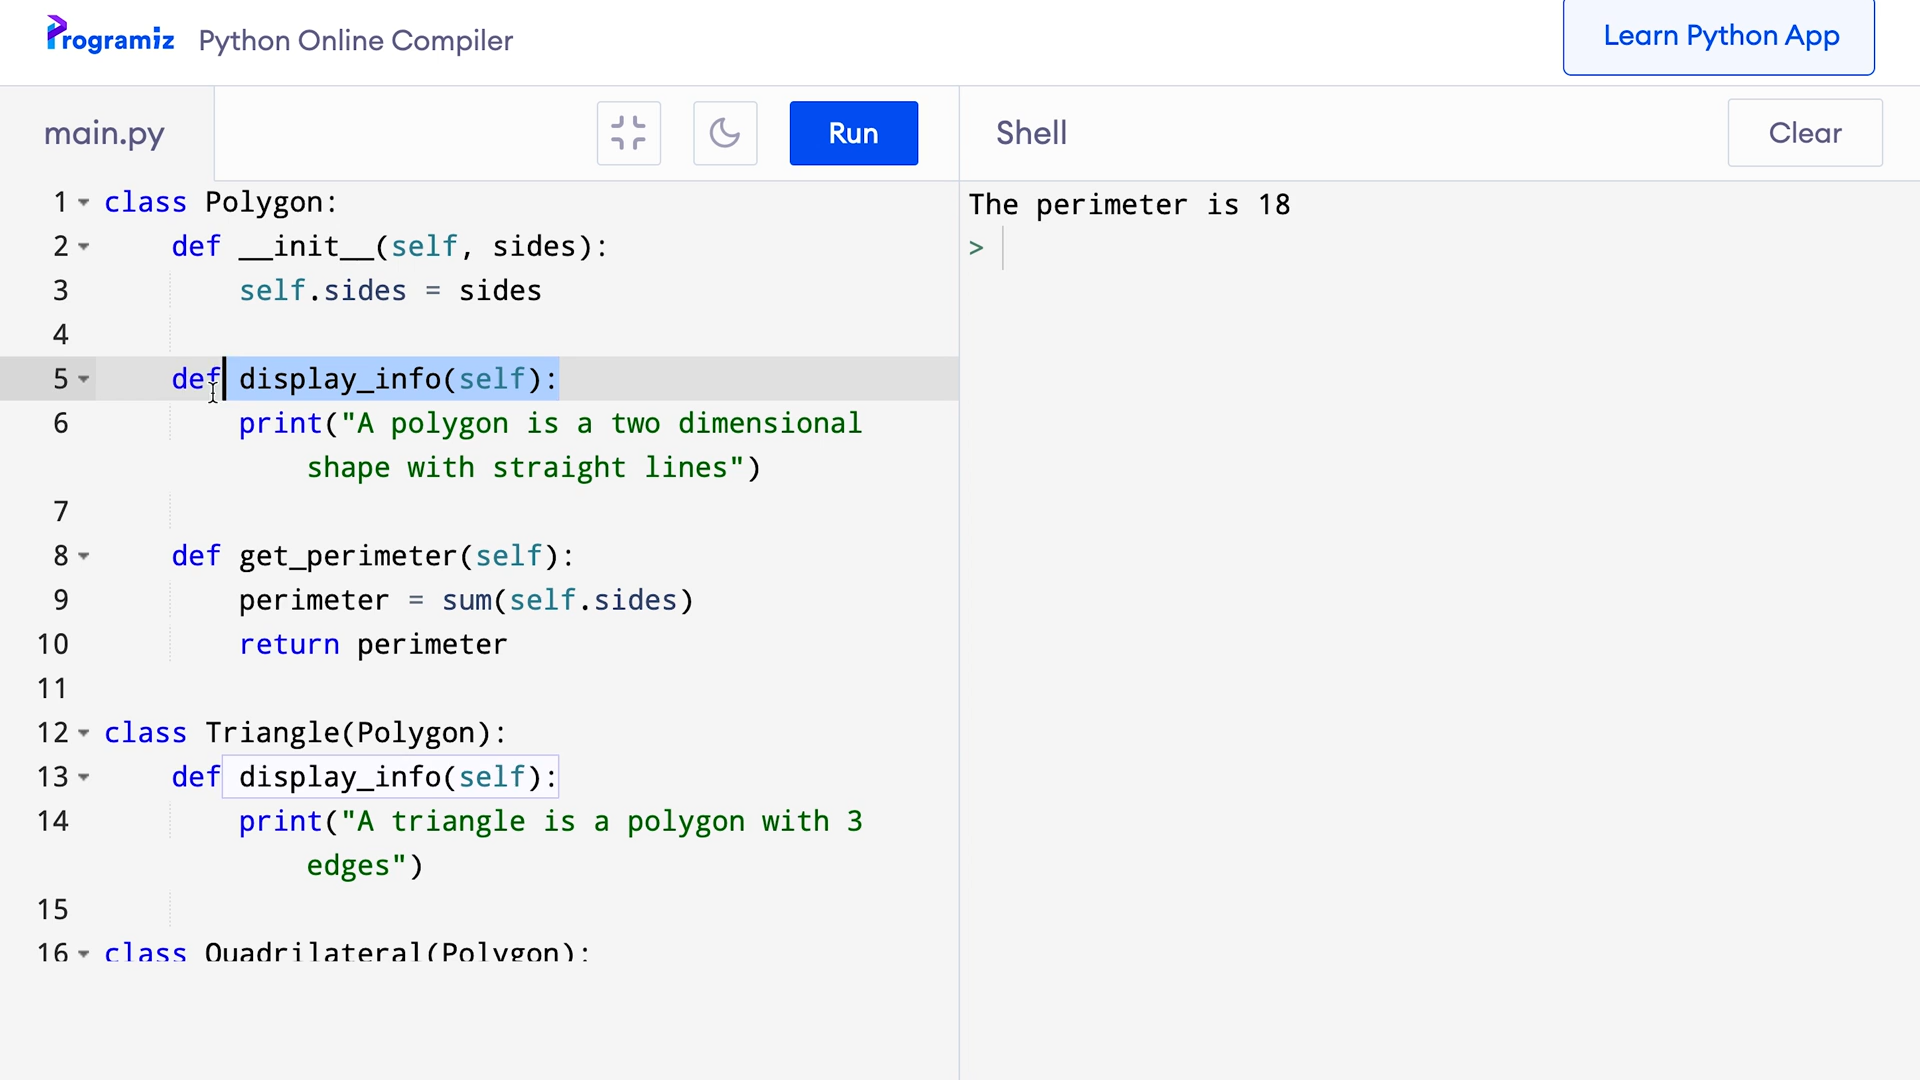 Programiz Python Online Compiler
Learn Python App
main.py
Run
Shell
Clear
1 class Polygon:
2 def __init__(self, sides):
3 self.sides = sides
4
5 def display_info(self):
6 print("A polygon is a two dimensional
shape with straight lines")
7
8 def get_perimeter(self):
9 perimeter = sum(self.sides)
10 return perimeter
11
12 class Triangle(Polygon):
13 def display_info(self):
14 print("A triangle is a polygon with 3
edges")
15
16 class Quadrilateral(Polygon):
The perimeter is 18
>